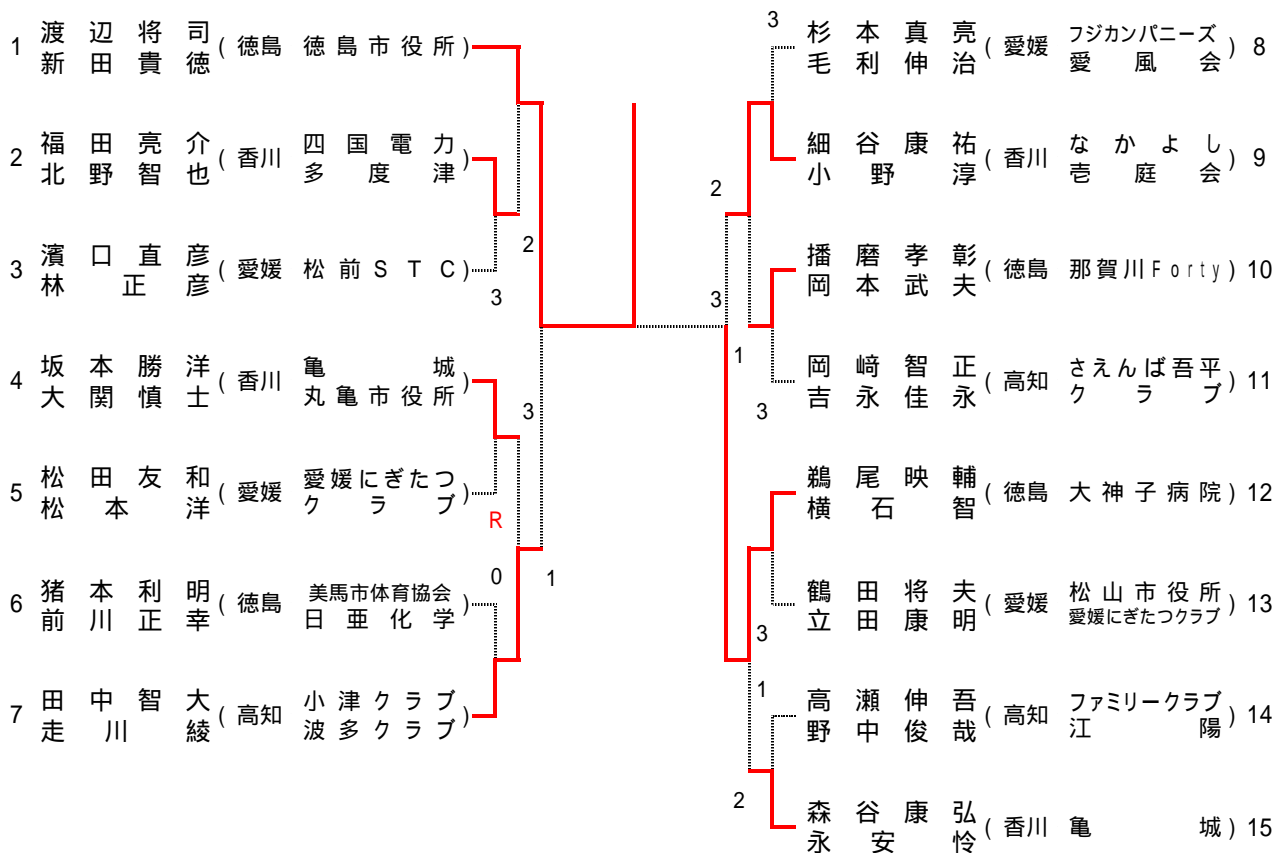 1 渡辺将司 (徳島 徳島市役所)
新田貴徳
2 福田亮介 (香川 四国電力)
北野智也 多度津
3 濱口直彦 (愛媛 松前STC)
林正彦
4 坂本勝洋 (香川 亀城)
大関慎士 丸亀市役所
5 松田友和 (愛媛 愛媛にぎたつ)
松本洋 クラブ
6 猪本利明 (徳島 美馬市体育協会)
前川正幸 日亜化学
7 田中智大 (高知 小津クラブ)
走川綾 波多クラブ
2
3
3
R
0
1
3
2
3
1
3
3
1
2
杉本真亮 (愛媛 フジカンパニーズ) 8
毛利伸治 愛風会
細谷康祐 (香川 なかよし) 9
小野淳 壱庭会
播磨孝彰 (徳島 那賀川Forty) 10
岡本武夫
岡﨑智正 (高知 さえんば吾平) 11
吉永佳永 クラブ
鵜尾映輔 (徳島 大神子病院) 12
横石智
鶴田将夫 (愛媛 松山市役所) 13
立田康明 愛媛にぎたつクラブ
高瀬伸吾 (高知 ファミリークラブ) 14
野中俊哉 江陽
森谷康弘 (香川 亀城) 15
永安怜